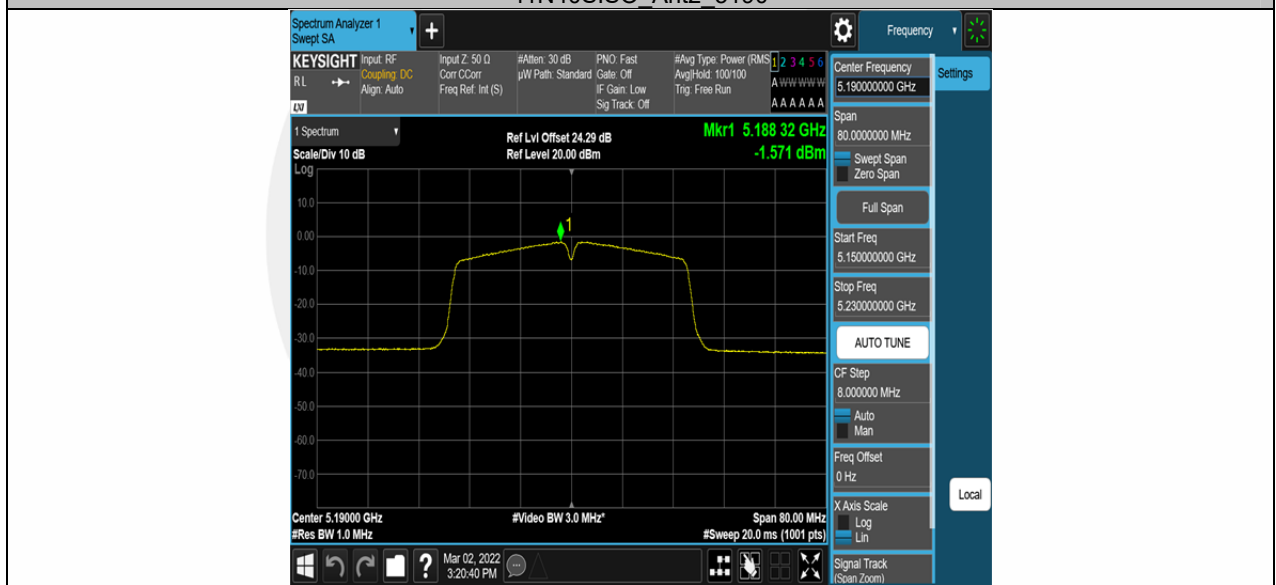 Spectrum Analyzer 1
Swept SA
+
Frequency
KEYSIGHT
RL
LXI
Input: RF
Coupling: DC
Align: Auto
Input Z: 50 Ω
Corr CCorr
Freq Ref: Int (S)
#Atten: 30 dB
µW Path: Standard
PNO: Fast
Gate: Off
IF Gain: Low
Sig Track: Off
#Avg Type: Power (RMS
Avg|Hold: 100/100
Trig: Free Run
1 2 3 4 5 6
A W W W W W
A A A A A A
1 Spectrum
Scale/Div 10 dB
Ref Lvl Offset 24.29 dB
Ref Level 20.00 dBm
Mkr1 5.188 32 GHz
-1.571 dBm
Log
10.0
0.00
-10.0
-20.0
-30.0
-40.0
-50.0
-60.0
-70.0
1
Center 5.19000 GHz
#Res BW 1.0 MHz
#Video BW 3.0 MHz*
Span 80.00 MHz
#Sweep 20.0 ms (1001 pts)
Center Frequency
5.190000000 GHz
Span
80.0000000 MHz
Swept Span
Zero Span
Full Span
Start Freq
5.150000000 GHz
Stop Freq
5.230000000 GHz
AUTO TUNE
CF Step
8.000000 MHz
Auto
Man
Freq Offset
0 Hz
X Axis Scale
Log
Lin
Signal Track
(Span Zoom)
Settings
Local
?
Mar 02, 2022
3:20:40 PM